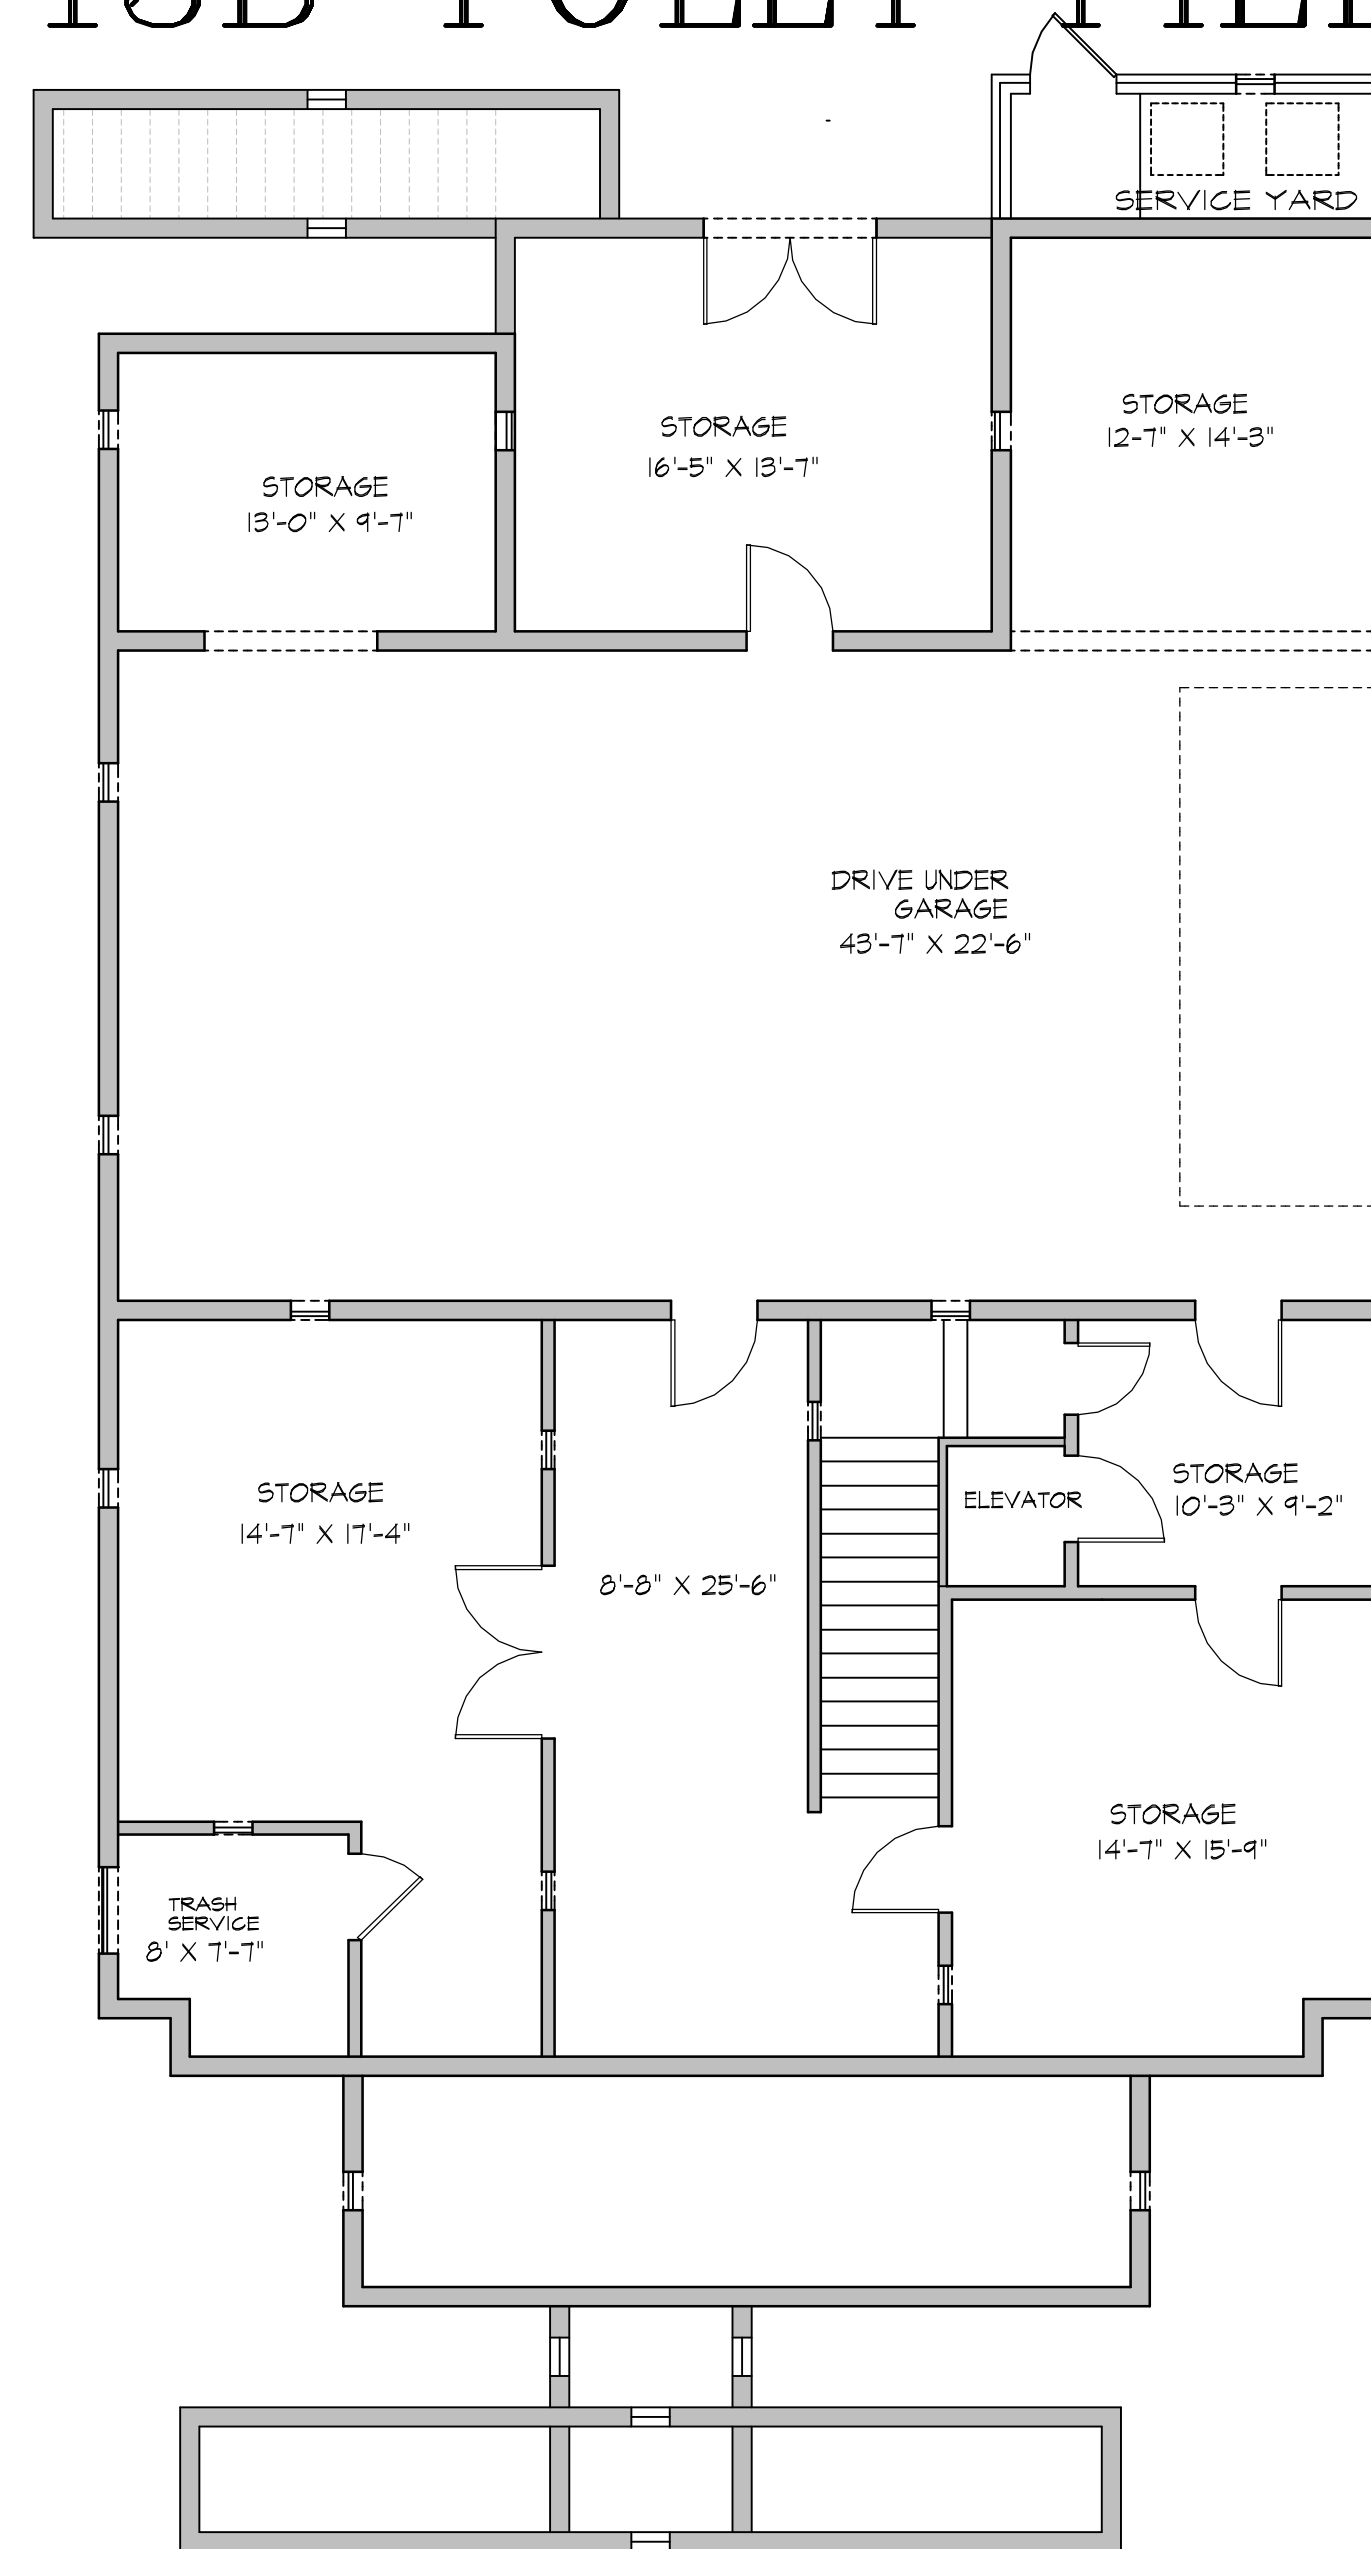 SERVICE YARD
STORAGE
12-7" X 14'-3"
STORAGE
16'-5" X 13'-7"
STORAGE
13'-0" X 9'-7"
DRIVE UNDER
GARAGE
43'-7" X 22'-6"
STORAGE
10'-3" X 9'-2"
STORAGE
14'-7" X 17'-4"
ELEVATOR
8'-8" X 25'-6"
STORAGE
14'-7" X 15'-9"
TRASH
SERVICE
8' X 7'-7"